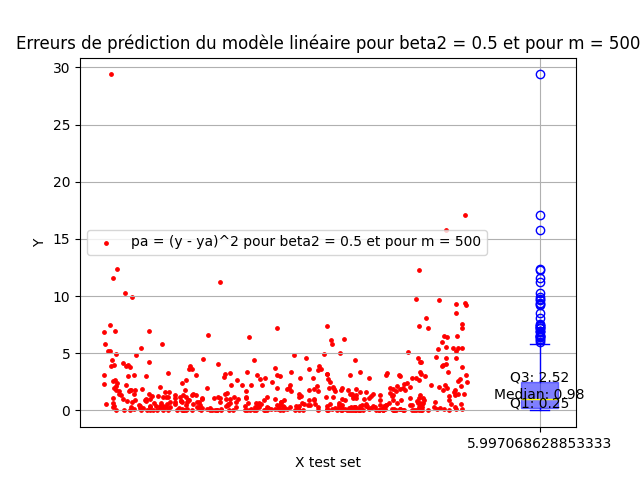 Erreurs de prédiction du modèle linéaire pour beta2 = 0.5 et pour m = 500
30
25
20
15
10
5
0
Y
pa = (y - ya)^2 pour beta2 = 0.5 et pour m = 500
Q3: 2.52
Median: 0.98
Q1: 0.25
5.997068628853333
X test set